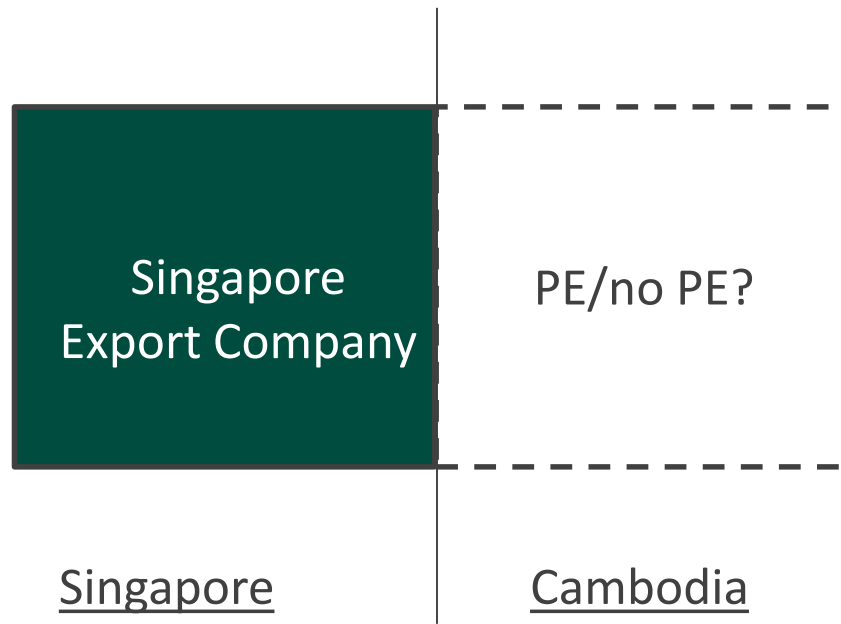 Singapore
Export Company
PE/no PE?
Singapore
Cambodia